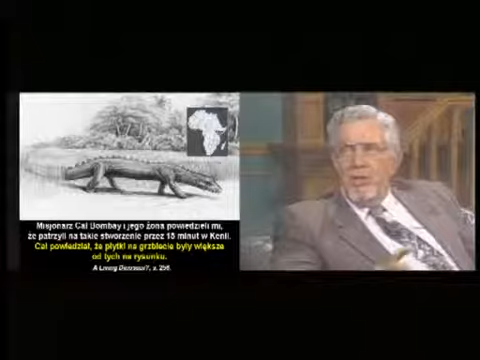 Misjonarz Cal Bombay i jego żona powiedzieli mi,
że patrzyli na takie stworzenie przez 15 minut w Kenii.
Cal powiedział, że płytki na grzbiecie były większe
od tych na rysunku.
A Living Dinosaur?, s. 256.